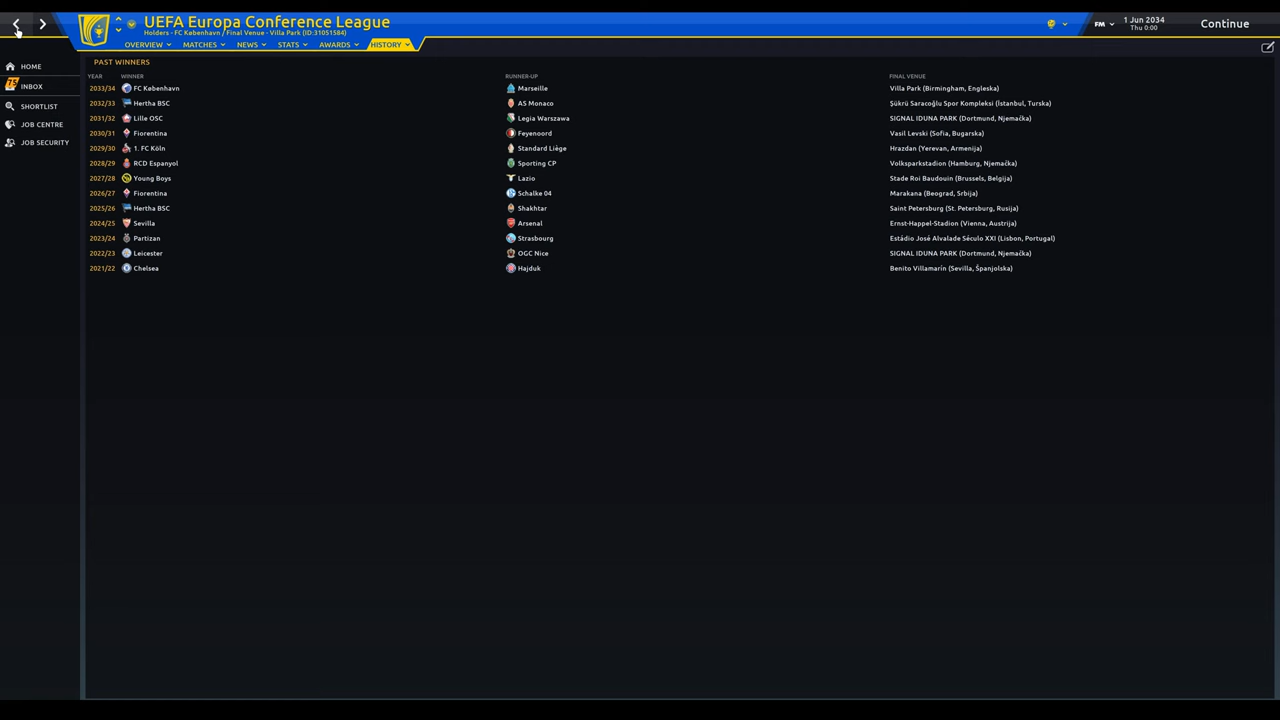 UEFA Europa Conference League
Holders - FC København / Final Venue - Villa Park (ID:31051584)
FM
1 Jun 2034
Thu 0:00
Continue
OVERVIEW MATCHES NEWS STATS AWARDS HISTORY
HOME
INBOX
SHORTLIST
JOB CENTRE
JOB SECURITY
PAST WINNERS
YEAR WINNER RUNNER-UP FINAL VENUE
2033/34 FC København Marseille Villa Park (Birmingham, Engleska)
2032/33 Hertha BSC AS Monaco Şükrü Saracoğlu Spor Kompleksi (İstanbul, Turska)
2031/32 Lille OSC Legia Warszawa SIGNAL IDUNA PARK (Dortmund, Njemačka)
2030/31 Fiorentina Feyenoord Vasil Levski (Sofia, Bugarska)
2029/30 1. FC Köln Standard Liège Hrazdan (Yerevan, Armenija)
2028/29 RCD Espanyol Sporting CP Volksparkstadion (Hamburg, Njemačka)
2027/28 Young Boys Lazio Stade Roi Baudouin (Brussels, Belgija)
2026/27 Fiorentina Schalke 04 Marakana (Beograd, Srbija)
2025/26 Hertha BSC Shakhtar Saint Petersburg (St. Petersburg, Rusija)
2024/25 Sevilla Arsenal Ernst-Happel-Stadion (Vienna, Austrija)
2023/24 Partizan Strasbourg Estádio José Alvalade Século XXI (Lisbon, Portugal)
2022/23 Leicester OGC Nice SIGNAL IDUNA PARK (Dortmund, Njemačka)
2021/22 Chelsea Hajduk Benito Villamarín (Sevilla, Španjolska)